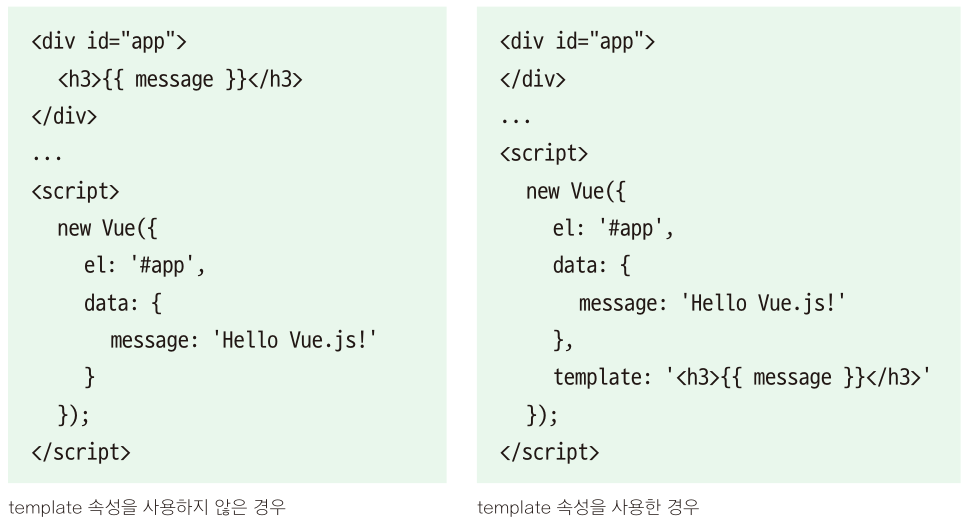 <div id="app">
<h3>{{ message }}</h3>
</div>
...
<script>
new Vue({
el: '#app',
data: {
message: 'Hello Vue.js!'
}
});
</script>
template 속성을 사용하지 않은 경우
<div id="app">
</div>
...
<script>
new Vue({
el: '#app',
data: {
message: 'Hello Vue.js!'
},
template: '<h3>{{ message }}</h3>'
});
</script>
template 속성을 사용한 경우